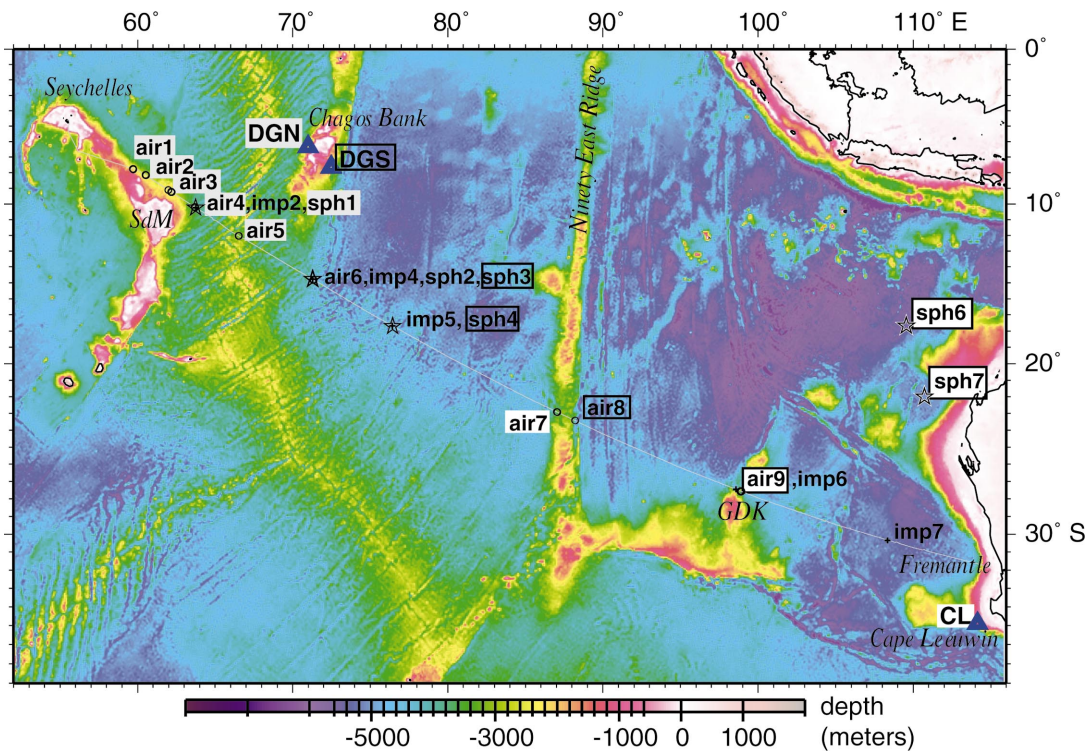 60° 70° 80° 90° 100° 110° E
0°
Seychelles
Ninety East Ridge
Chagos Bank
DGN
DGS
air1
air2
air3
air4,imp2,sph1
SdM
10°
air5
air6,imp4,sph2,sph3
imp5, sph4
sph6
20°
sph7
air7
air8
air9 ,imp6
GDK
imp7
30° S
Fremantle
CL
Cape Leeuwin
depth
-5000 -3000 -1000 0 1000 (meters)